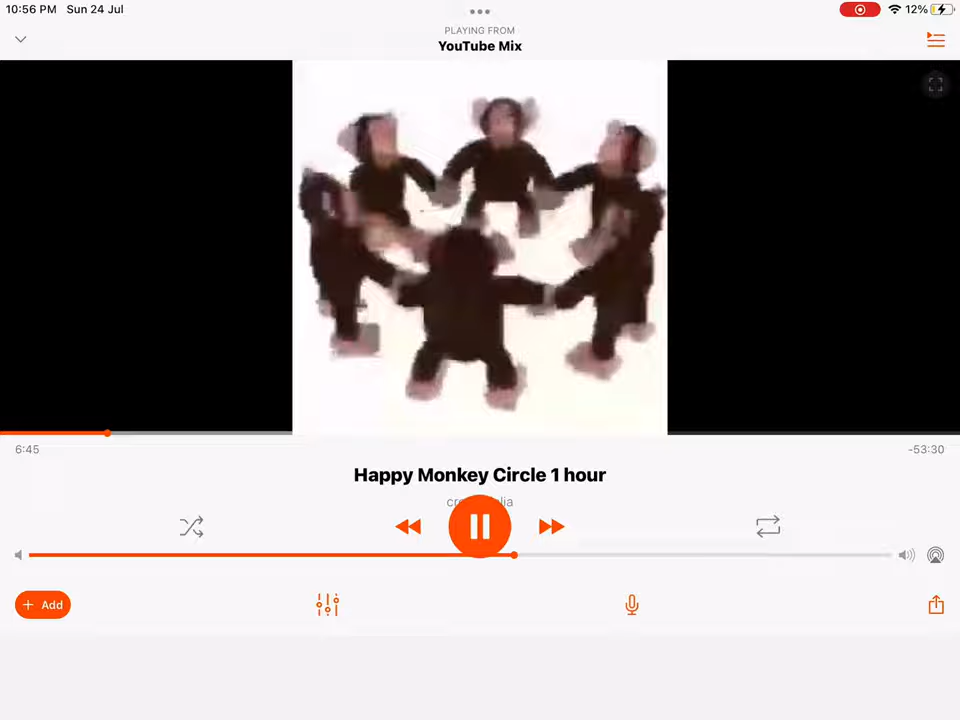 10:56 PM Sun 24 Jul
12%
PLAYING FROM
YouTube Mix
6:45
-53:30
Happy Monkey Circle 1 hour
+ Add